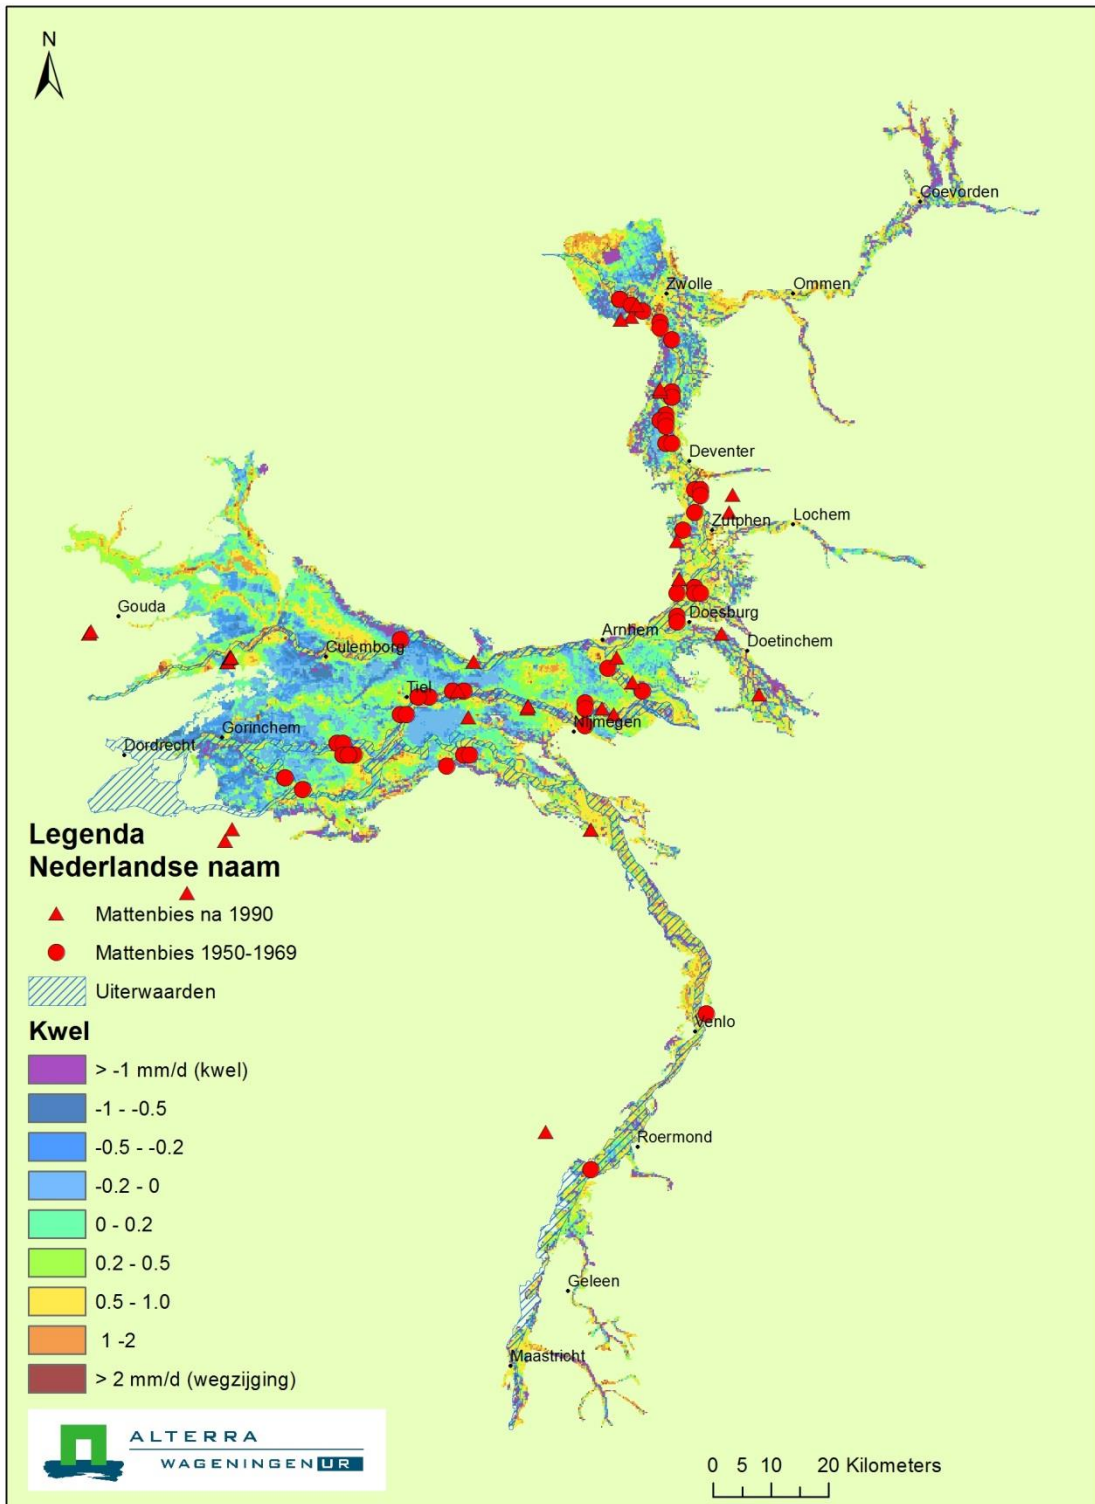 N
Coevorden
Zwolle
Ommen
Deventer
Zutphen
Lochem
Gouda
Doesburg
Arnhem
Doetinchem
Culemborg
Tiel
Nijmegen
Gorinchem
Dordrecht
Venlo
Roermond
Geleen
Maastricht
Legenda
Nederlandse naam
Mattenbies na 1990
Mattenbies 1950-1969
Uiterwaarden
Kwel
> -1 mm/d (kwel)
-1 - -0.5
-0.5 - -0.2
-0.2 - 0
0 - 0.2
0.2 - 0.5
0.5 - 1.0
1 -2
> 2 mm/d (wegzijging)
ALTERRA
WAGENINGEN UR
0 5 10 20 Kilometers